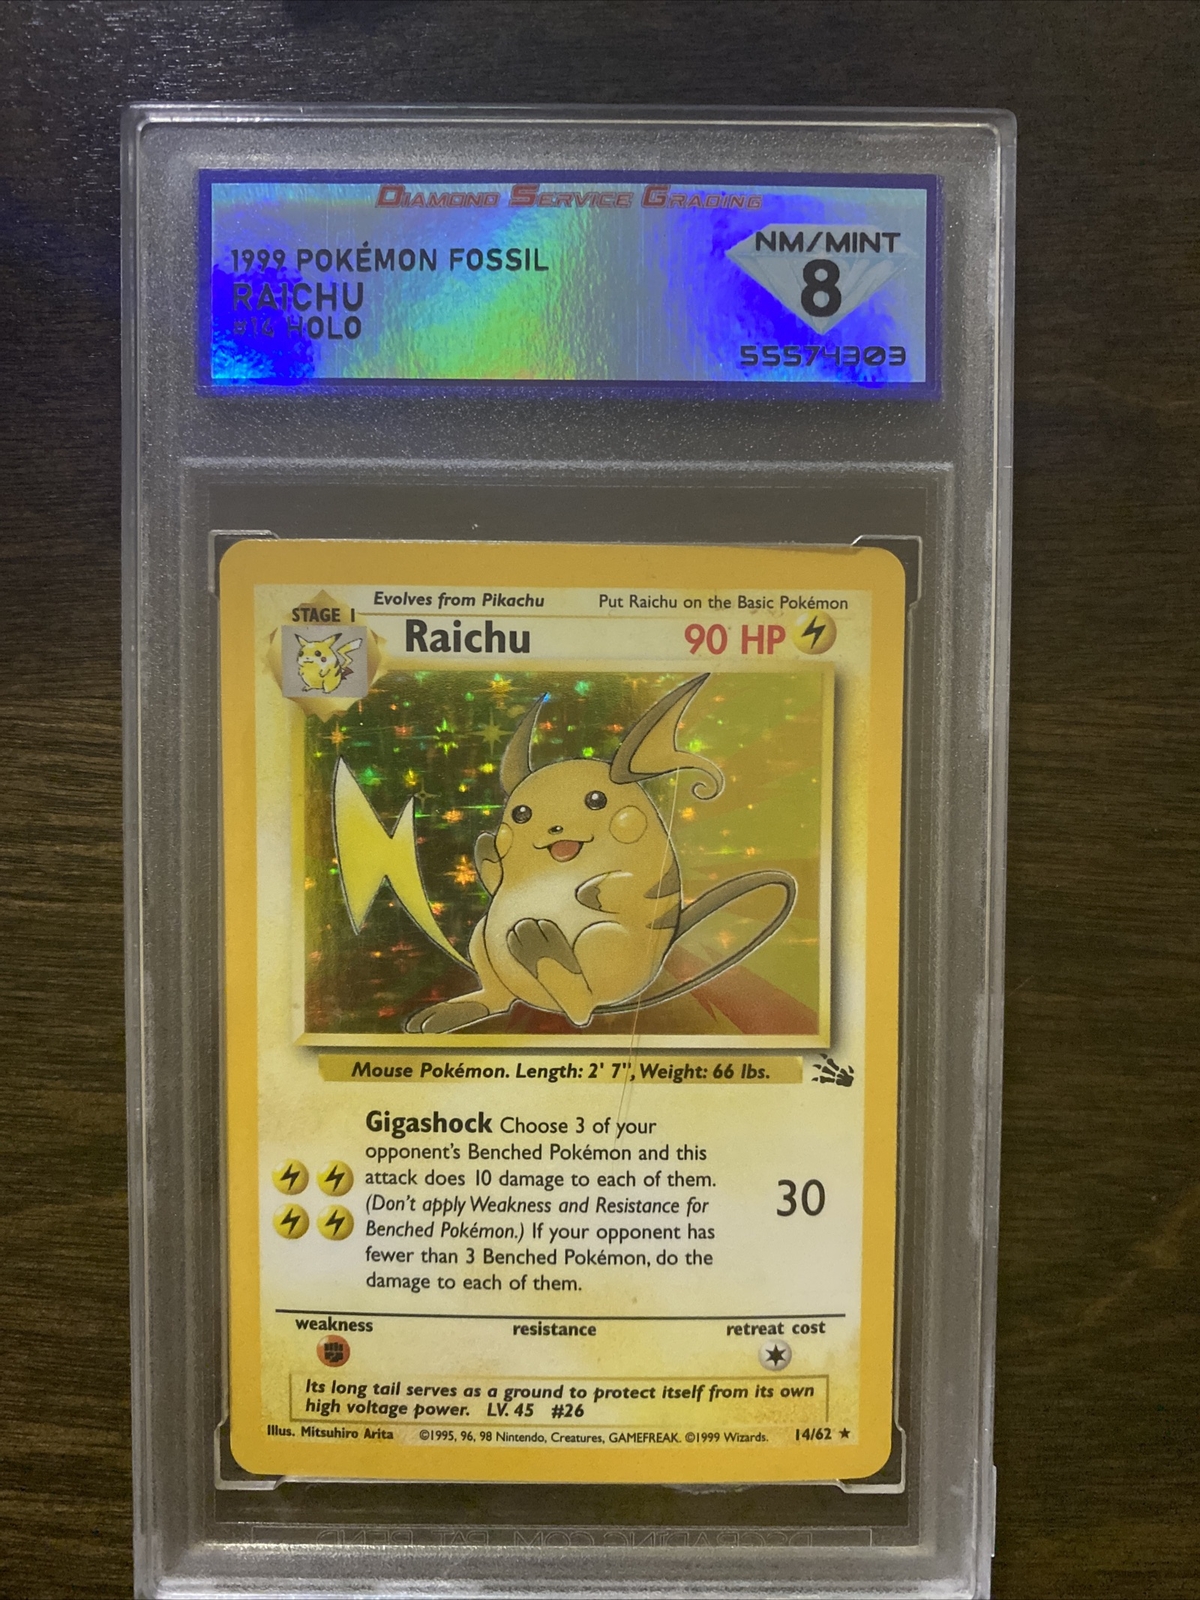 DIAMOND SERVICE GRADING
1999 POKÉMON FOSSIL
RAICHU
#14 HOLO
NM/MINT
8
55574303
STAGE 1
Evolves from Pikachu
Put Raichu on the Basic Pokémon
Raichu
90 HP
Mouse Pokémon. Length: 2' 7", Weight: 66 lbs.
Gigashock Choose 3 of your
opponent's Benched Pokémon and this
attack does 10 damage to each of them.
(Don't apply Weakness and Resistance for
Benched Pokémon.) If your opponent has
fewer than 3 Benched Pokémon, do the
damage to each of them.
30
weakness
resistance
retreat cost
Its long tail serves as a ground to protect itself from its own
high voltage power. LV. 45 #26
Illus. Mitsuhiro Arita
©1995, 96, 98 Nintendo, Creatures, GAMEFREAK. ©1999 Wizards.
14/62 ★